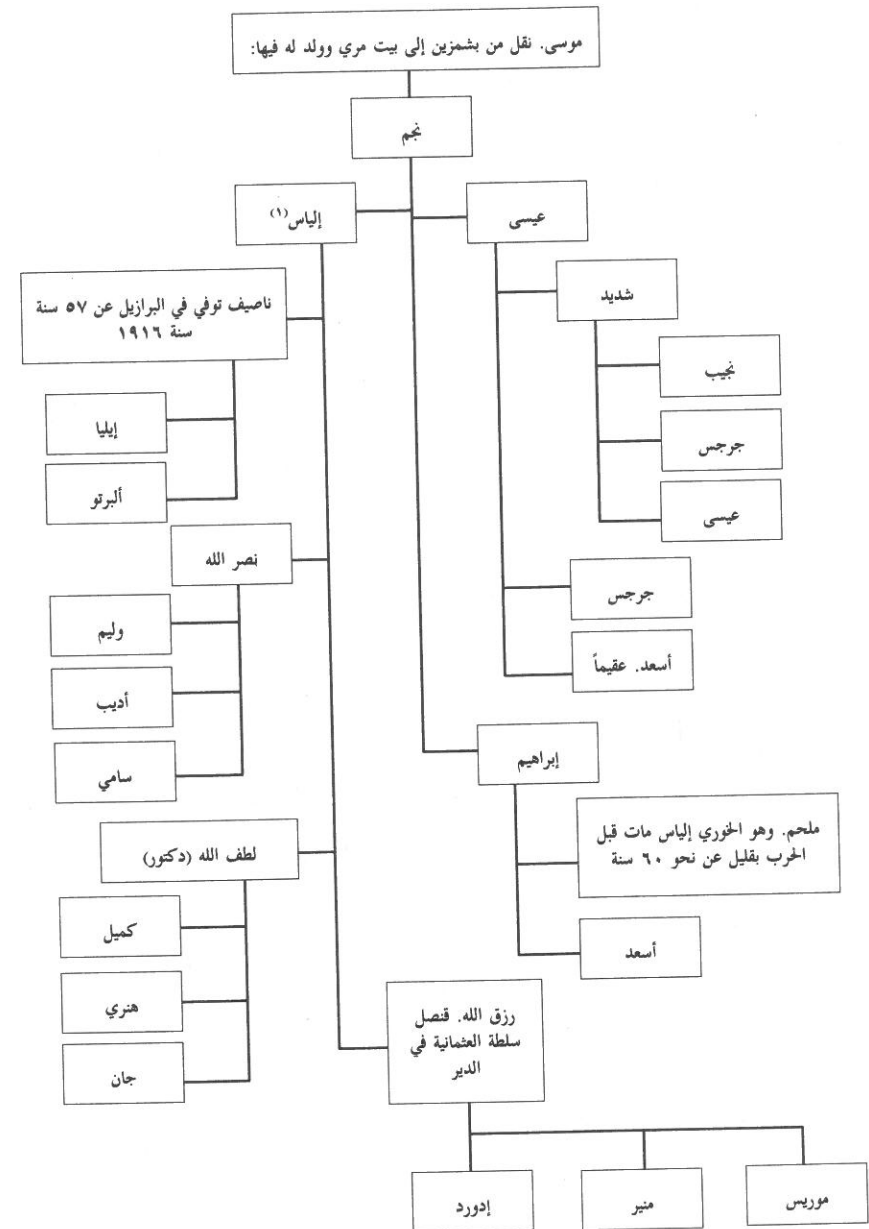 موسى. نقل من بشمزين إلى بيت مري وولد له فيها:
نجم
عيسى
إلياس(١)
شديد
ناصيف توفي في البرازيل عن ٥٧ سنة
سنة ١٩١٦
نجيب
جرجس
إيليا
عيسى
ألبرتو
نصر الله
جرجس
وليم
أسعد. عقيماً
أديب
إبراهيم
سامي
ملحم. وهو الخوري إلياس مات قبل
الحرب بقليل عن نحو ٦٠ سنة
لطف الله (دكتور)
أسعد
كميل
هنري
رزق الله. قنصل
سلطة العثمانية في
الدير
جان
موريس
منير
إدورد